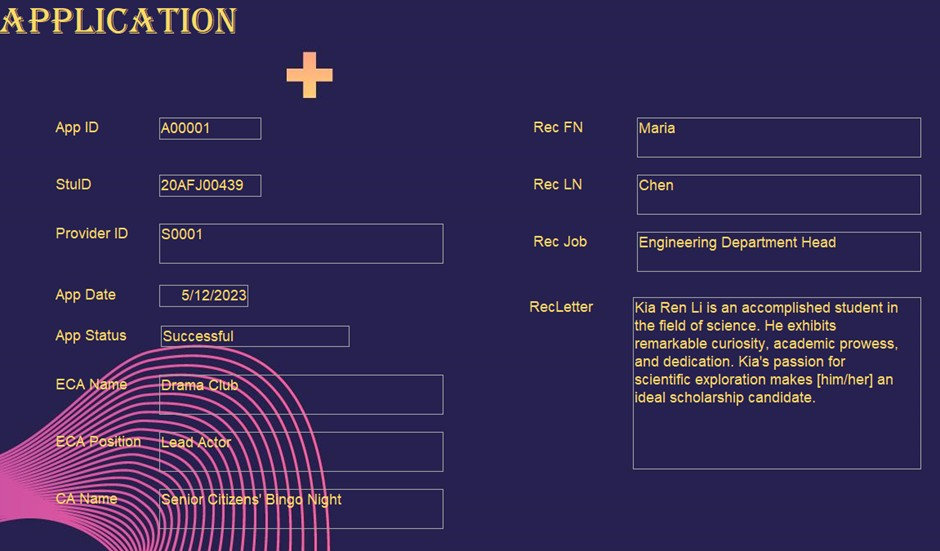 APPLICATION
App ID A00001
StuID 20AFJ00439
Provider ID S0001
App Date 5/12/2023
App Status Successful
ECA Name Drama Club
ECA Position Lead Actor
CA Name Senior Citizens' Bingo Night
Rec FN Maria
Rec LN Chen
Rec Job Engineering Department Head
RecLetter Kia Ren Li is an accomplished student in
the field of science. He exhibits
remarkable curiosity, academic prowess,
and dedication. Kia's passion for
scientific exploration makes [him/her] an
ideal scholarship candidate.